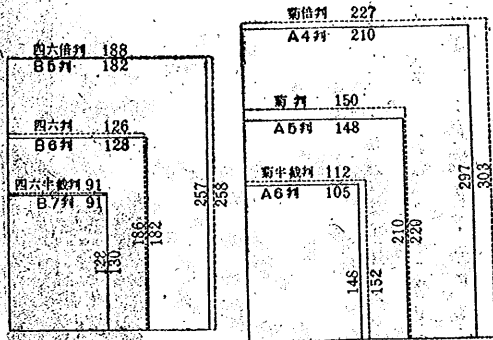 四六倍判 188
B5判 182
四六判 126
B6判 128
四六半截判 91
B7判 91
257
258
186
182
128
130
菊倍判 227
A4判 210
菊判 150
A5判 148
菊半截判 112
A6判 105
297
303
210
220
148
152